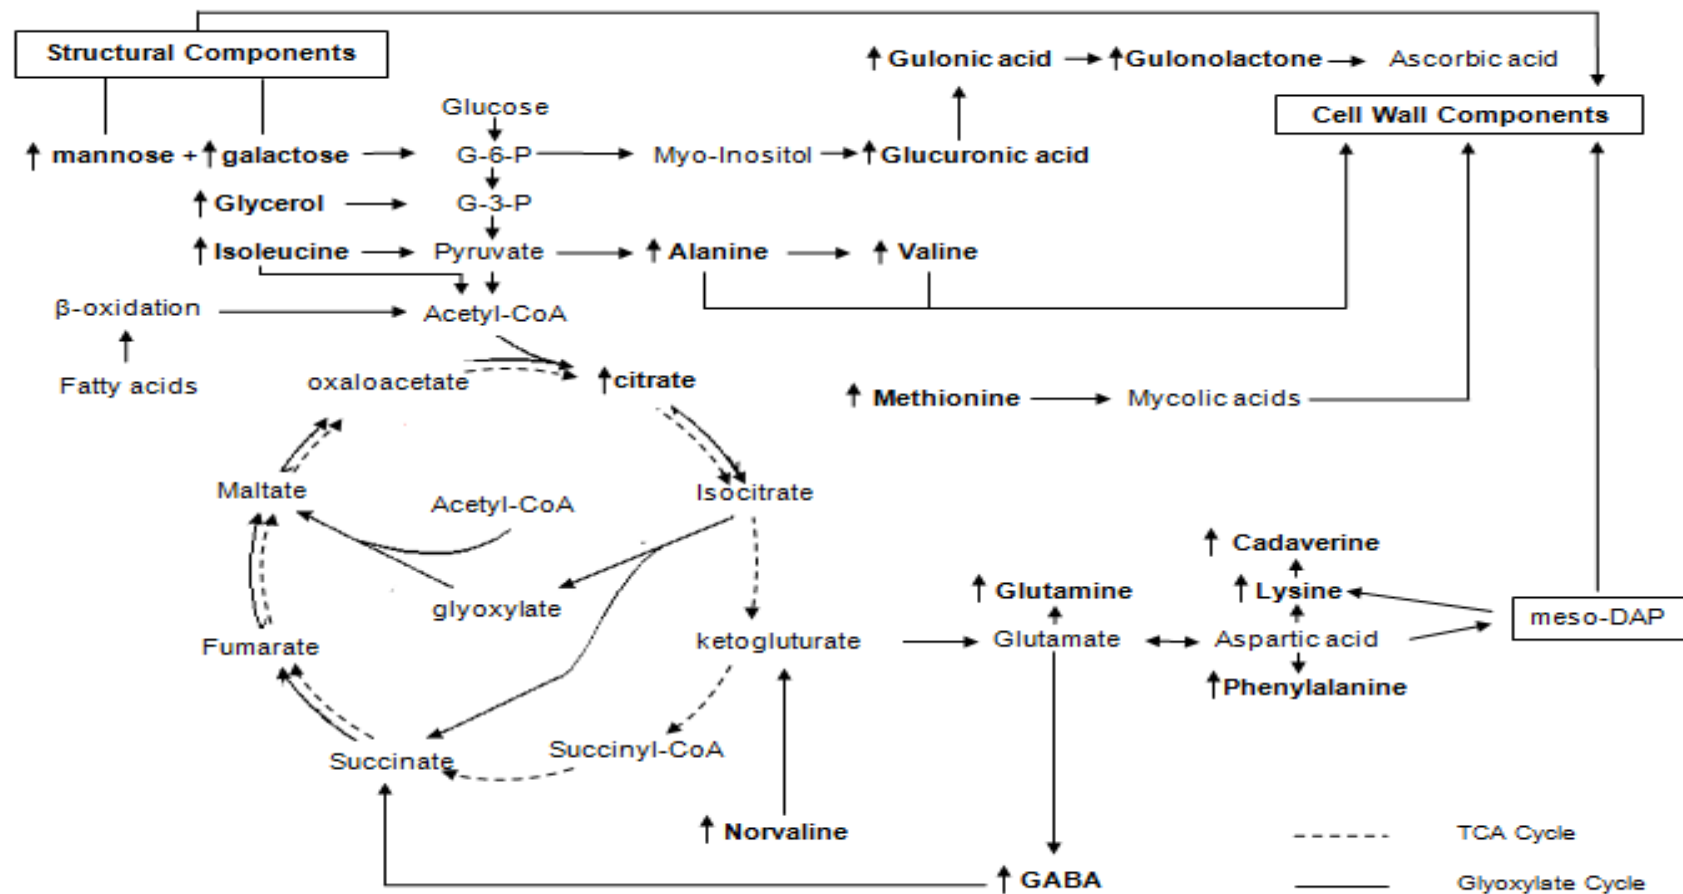 Structural Components
Gulonic acid Gulonolactone Ascorbic acid
Glucose
Cell Wall Components
mannose + galactose G-6-P Myo-Inositol Glucuronic acid
Glycerol G-3-P
Isoleucine Pyruvate Alanine Valine
β-oxidation Acetyl-CoA
Fatty acids oxaloacetate citrate
Methionine Mycolic acids
Maltate Acetyl-CoA Isocitrate
Cadaverine
glyoxylate Glutamine Lysine
meso-DAP
Fumarate ketogluturate Glutamate Aspartic acid
Phenylalanine
Succinate Succinyl-CoA
Norvaline
TCA Cycle
GABA
Glyoxylate Cycle